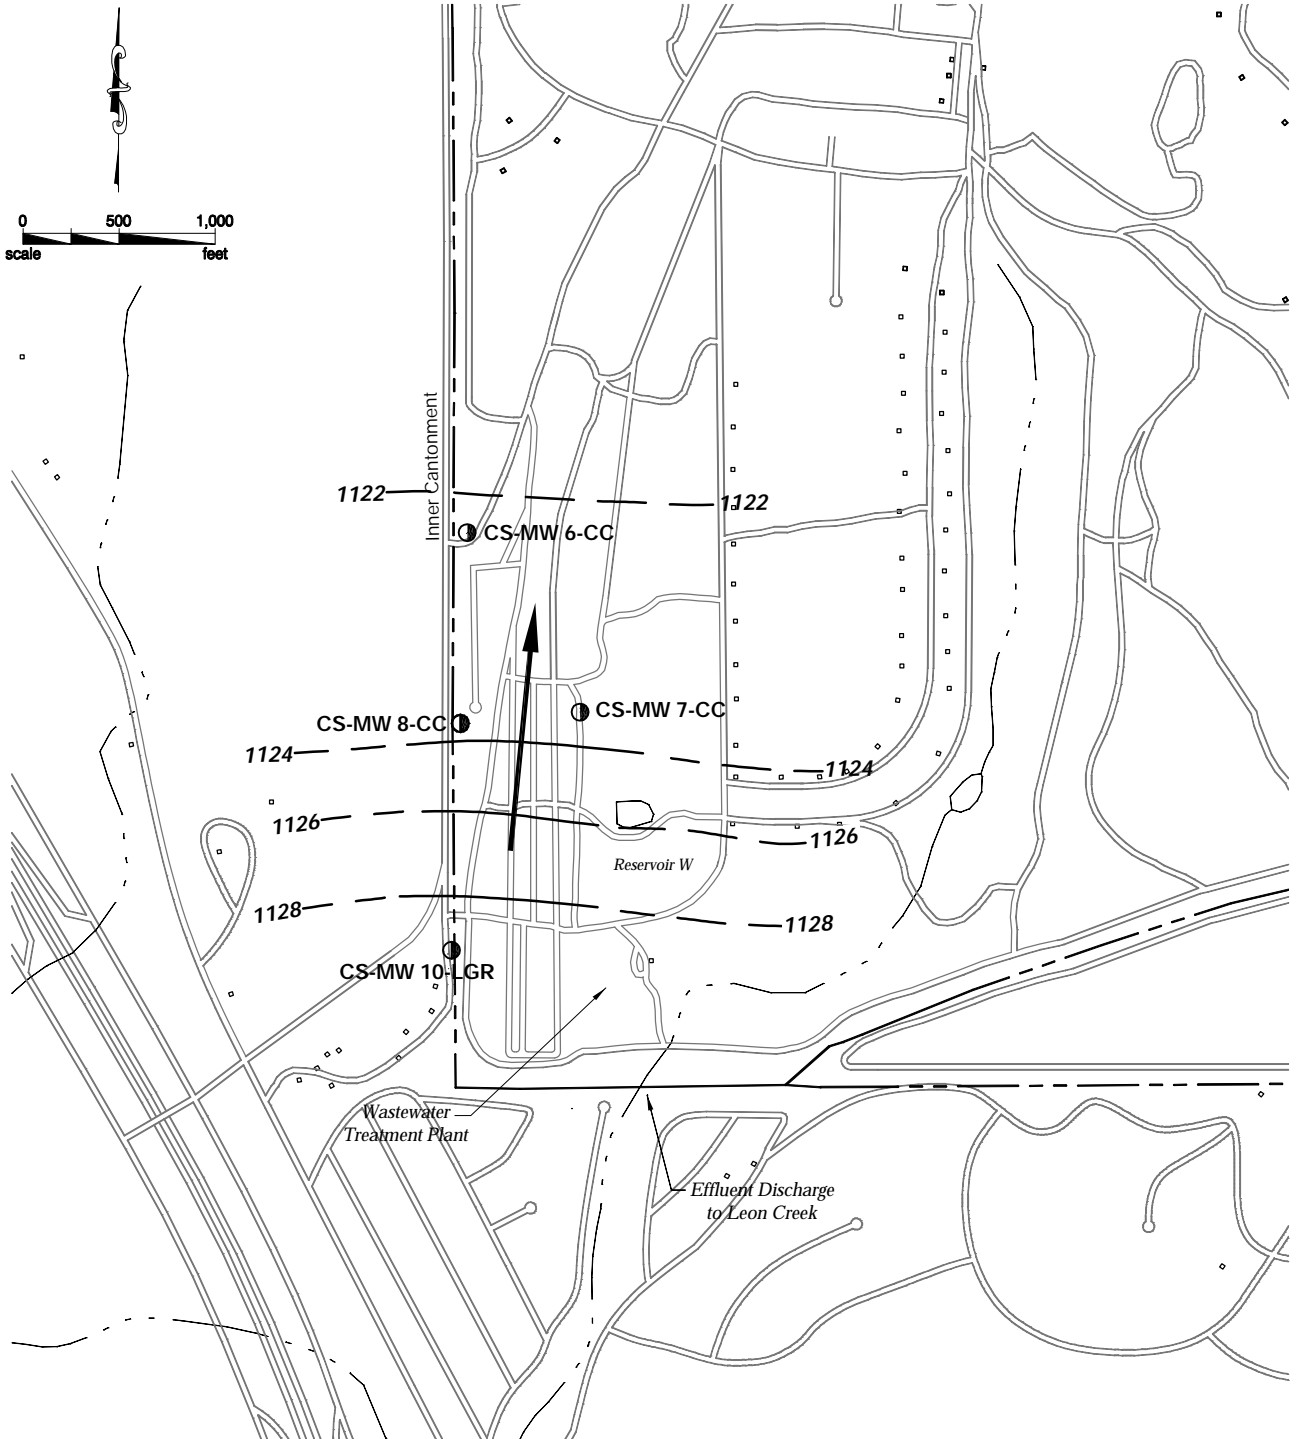 0 500 1,000
scale feet
Inner Cantonment
1122 1122
CS-MW 6-CC
CS-MW 7-CC
CS-MW 8-CC
1124 1124
1126 1126
Reservoir W
1128 1128
CS-MW 10-LGR
Wastewater
Treatment Plant
Effluent Discharge
to Leon Creek